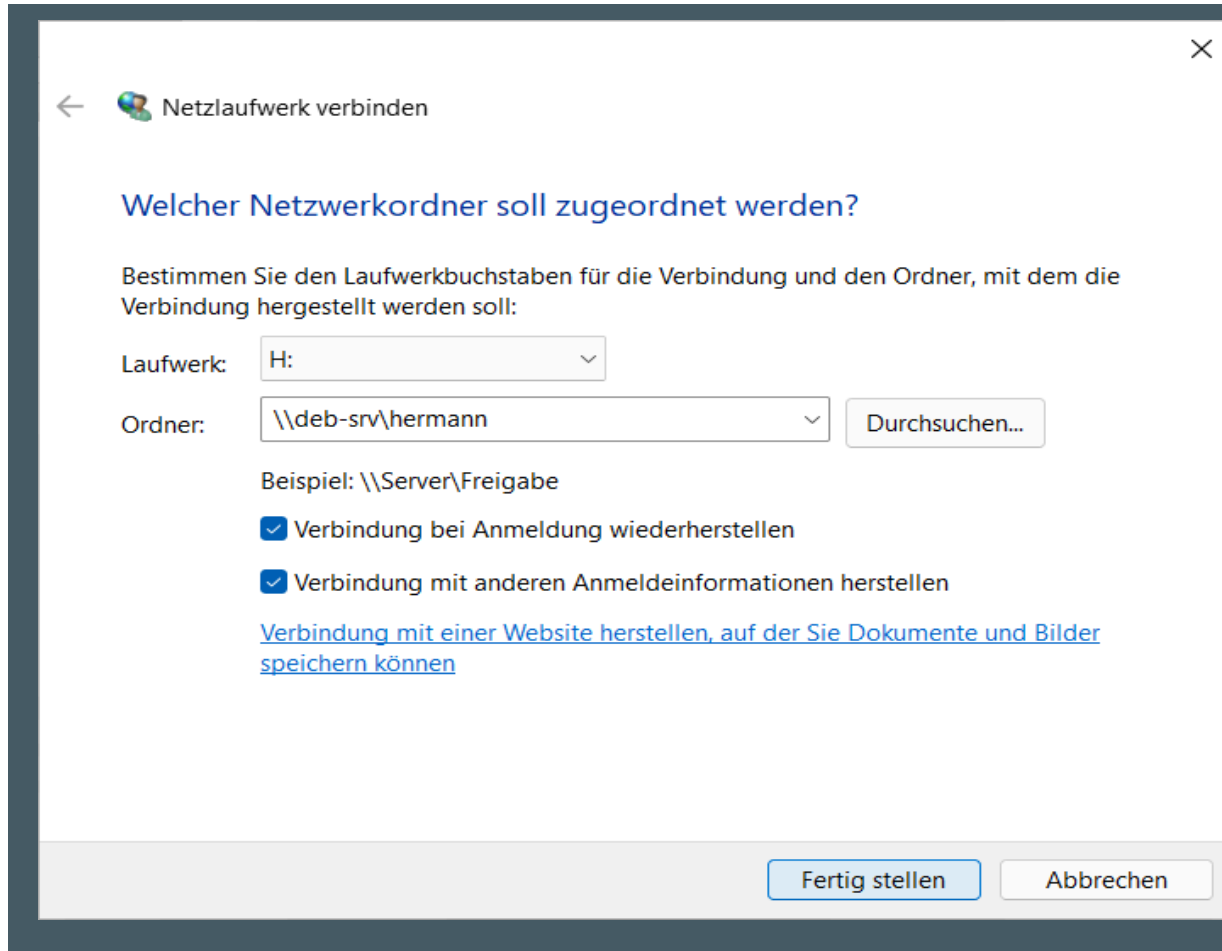 Netzlaufwerk verbinden
Welcher Netzwerkordner soll zugeordnet werden?
Bestimmen Sie den Laufwerkbuchstaben für die Verbindung und den Ordner, mit dem die
Verbindung hergestellt werden soll:
Laufwerk: H:
Ordner: \\deb-srv\hermann Durchsuchen...
Beispiel: \\Server\Freigabe
Verbindung bei Anmeldung wiederherstellen
Verbindung mit anderen Anmeldeinformationen herstellen
Verbindung mit einer Website herstellen, auf der Sie Dokumente und Bilder
speichern können
Fertig stellen Abbrechen